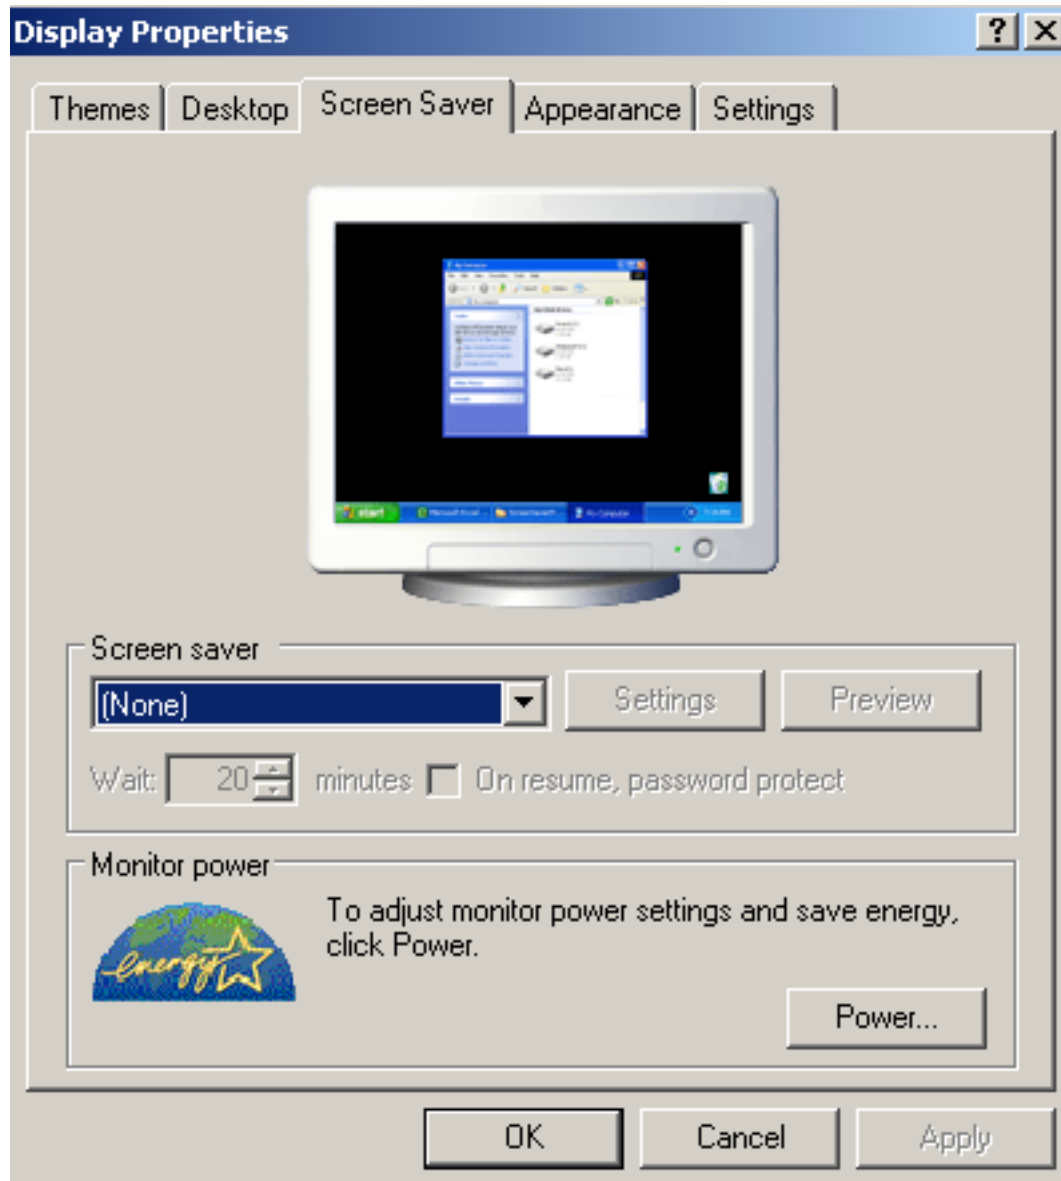 Display Properties
Themes Desktop Screen Saver Appearance Settings
start
Screen saver
(None) Settings Preview
Wait: 20 minutes On resume, password protect
Monitor power
To adjust monitor power settings and save energy,
click Power.
energy
Power...
OK Cancel Apply